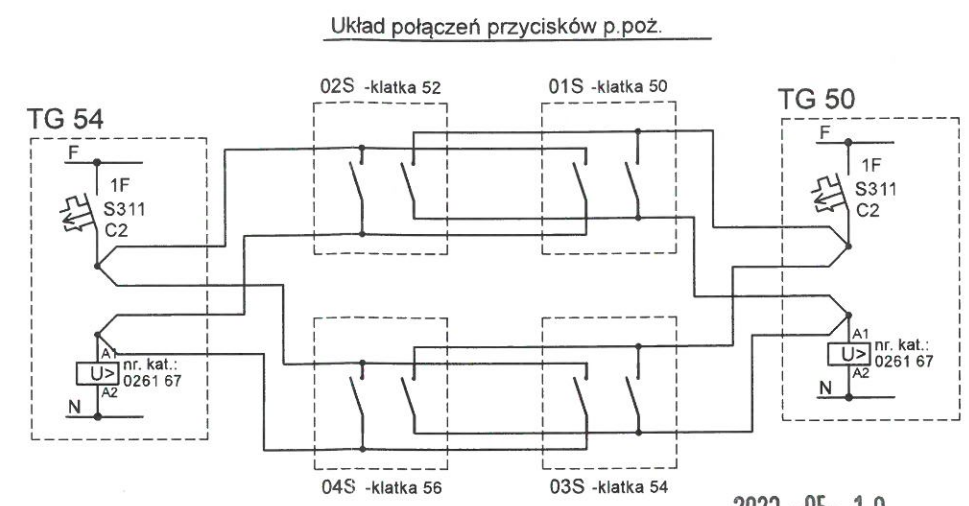 Układ połączeń przycisków p.poż.
02S -klatka 52
01S -klatka 50
TG 54
TG 50
F
1F
S311
C2
F
1F
S311
C2
A1
U>
A2
nr. kat.:
0261 67
N
A1
U>
A2
nr. kat.:
0261 67
N
04S -klatka 56
03S -klatka 54